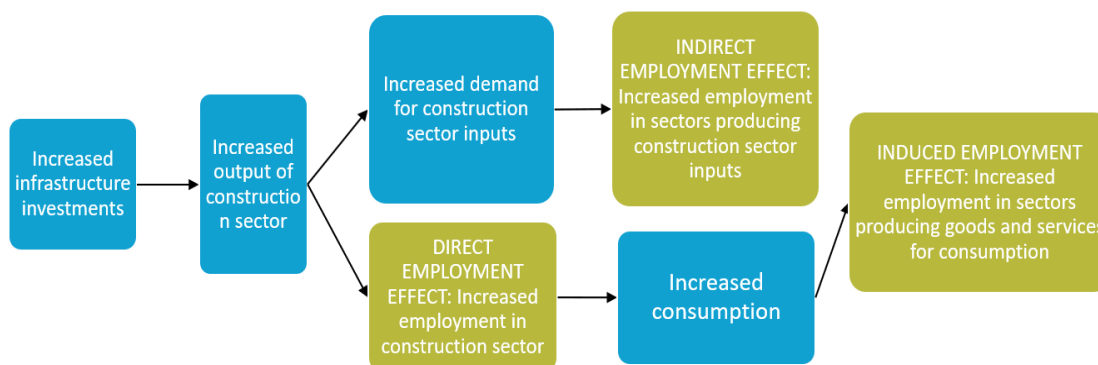 Increased
infrastructure
investments
Increased
output of
constructio
n sector
Increased demand
for construction
sector inputs
INDIRECT
EMPLOYMENT EFFECT:
Increased employment
in sectors producing
construction sector
inputs
DIRECT
EMPLOYMENT
EFFECT: Increased
employment in
construction sector
Increased
consumption
INDUCED EMPLOYMENT
EFFECT: Increased
employment in sectors
producing goods and services
for consumption